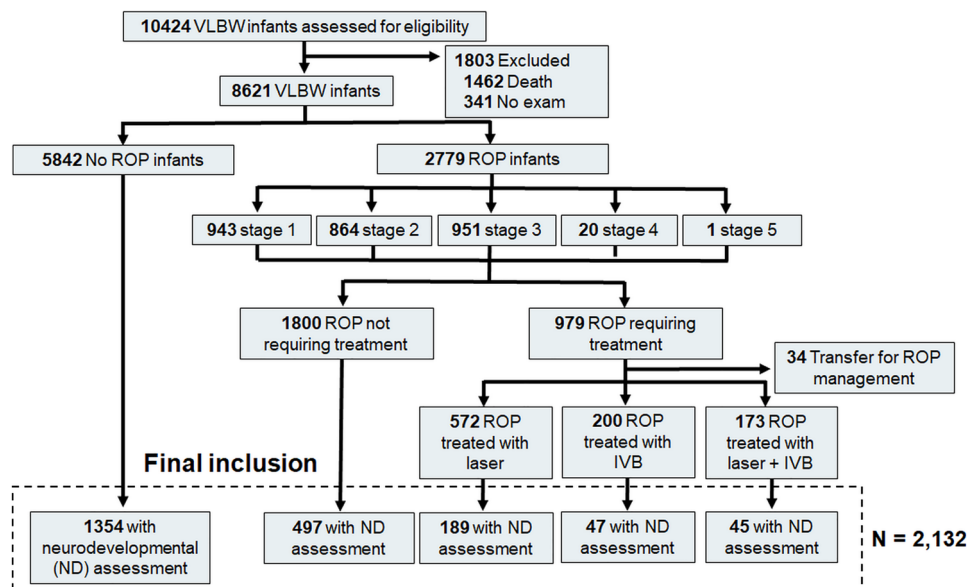 10424 VLBW infants assessed for eligibility
1803 Excluded
1462 Death
341 No exam
8621 VLBW infants
5842 No ROP infants
2779 ROP infants
943 stage 1
864 stage 2
951 stage 3
20 stage 4
1 stage 5
1800 ROP not
requiring treatment
979 ROP requiring
treatment
34 Transfer for ROP
management
572 ROP
treated with
laser
200 ROP
treated with
IVB
173 ROP
treated with
laser + IVB
Final inclusion
1354 with
neurodevelopmental
(ND) assessment
497 with ND
assessment
189 with ND
assessment
47 with ND
assessment
45 with ND
assessment
N = 2,132